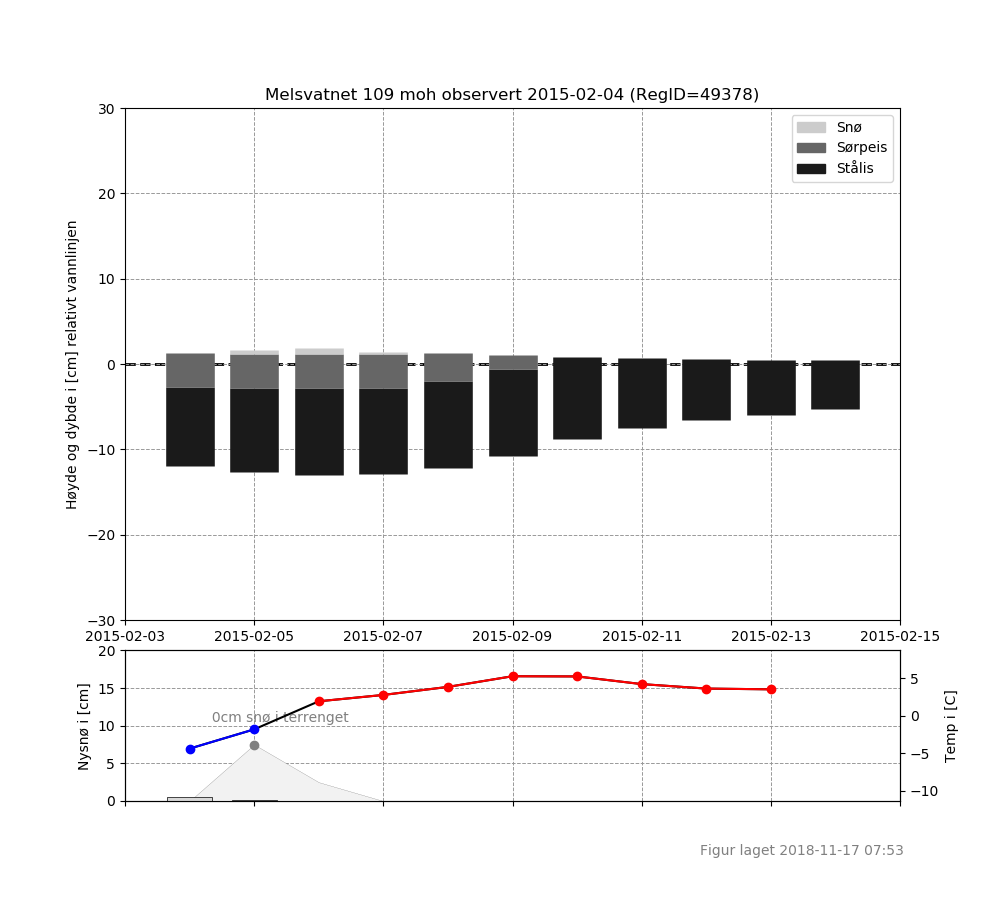 Melsvatnet 109 moh observert 2015-02-04 (RegID=49378)
Høyde og dybde i [cm] relativt vannlinjen
30
20
10
0
−10
−20
−30
Snø
Sørpeis
Stålis
2015-02-03 2015-02-05 2015-02-07 2015-02-09 2015-02-11 2015-02-13 2015-02-15
Nysnø i [cm]
20
15
10
5
0
0cm snø i terrenget
5
0
−5
−10
Temp i [C]
Figur laget 2018-11-17 07:53